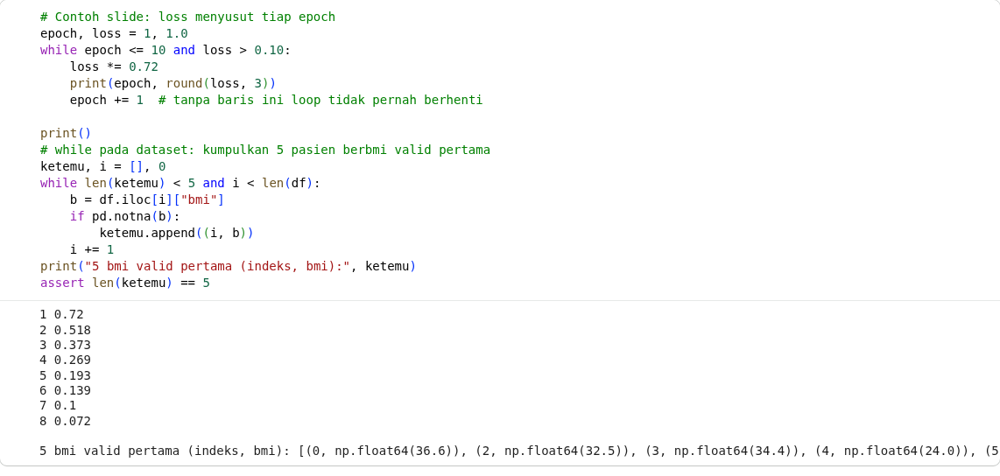 # Contoh slide: loss menyusut tiap epoch
epoch, loss = 1, 1.0
while epoch <= 10 and loss > 0.10:
    loss *= 0.72
    print(epoch, round(loss, 3))
    epoch += 1  # tanpa baris ini loop tidak pernah berhenti

print()
# while pada dataset: kumpulkan 5 pasien berbmi valid pertama
ketemu, i = [], 0
while len(ketemu) < 5 and i < len(df):
    b = df.iloc[i]["bmi"]
    if pd.notna(b):
        ketemu.append((i, b))
    i += 1
print("5 bmi valid pertama (indeks, bmi):", ketemu)
assert len(ketemu) == 5
1 0.72
2 0.518
3 0.373
4 0.269
5 0.193
6 0.139
7 0.1
8 0.072

5 bmi valid pertama (indeks, bmi): [(0, np.float64(36.6)), (2, np.float64(32.5)), (3, np.float64(34.4)), (4, np.float64(24.0)), (5